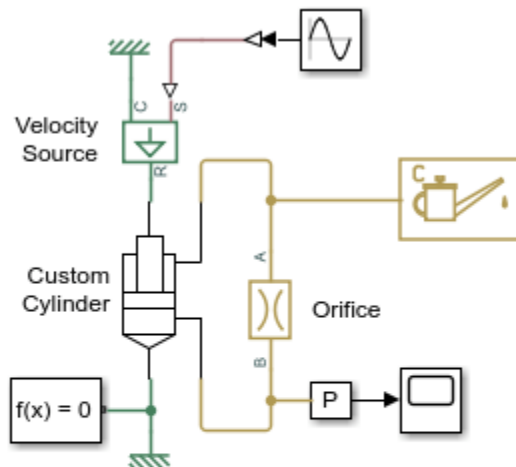 C
S
Velocity
Source
R
C
A
Custom
Cylinder
Orifice
B
f(x) = 0
P